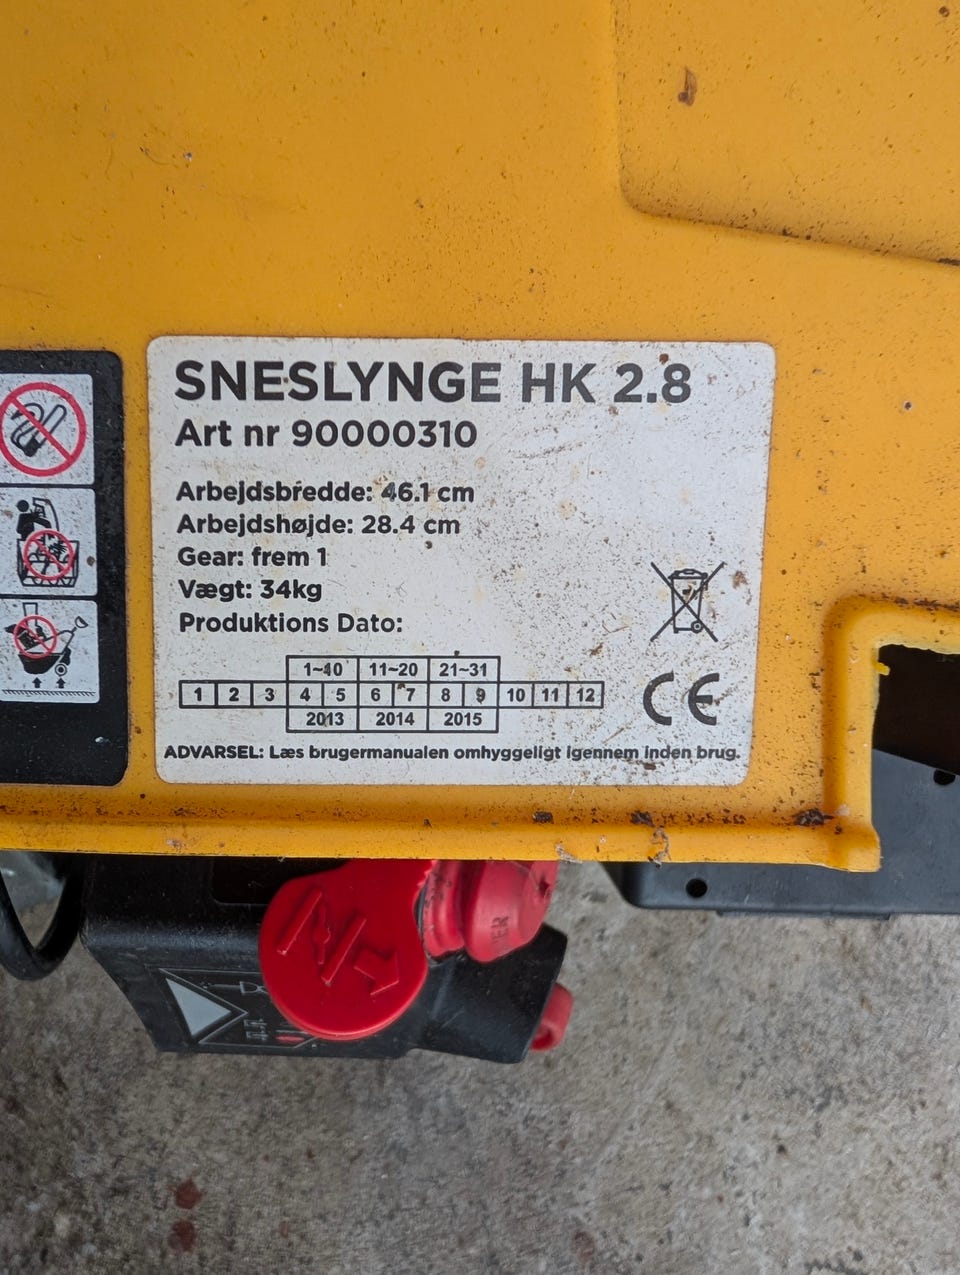 SNESLYNGE HK 2.8
Art nr 90000310
Arbejdsbredde: 46.1 cm
Arbejdshøjde: 28.4 cm
Gear: frem 1
Vægt: 34kg
Produktions Dato:
1~10 11~20 21~31
1 2 3 4 5 6 7 8 9 10 11 12
2013 2014 2015
CE
ADVARSEL: Læs brugermanualen omhyggeligt igennem inden brug.